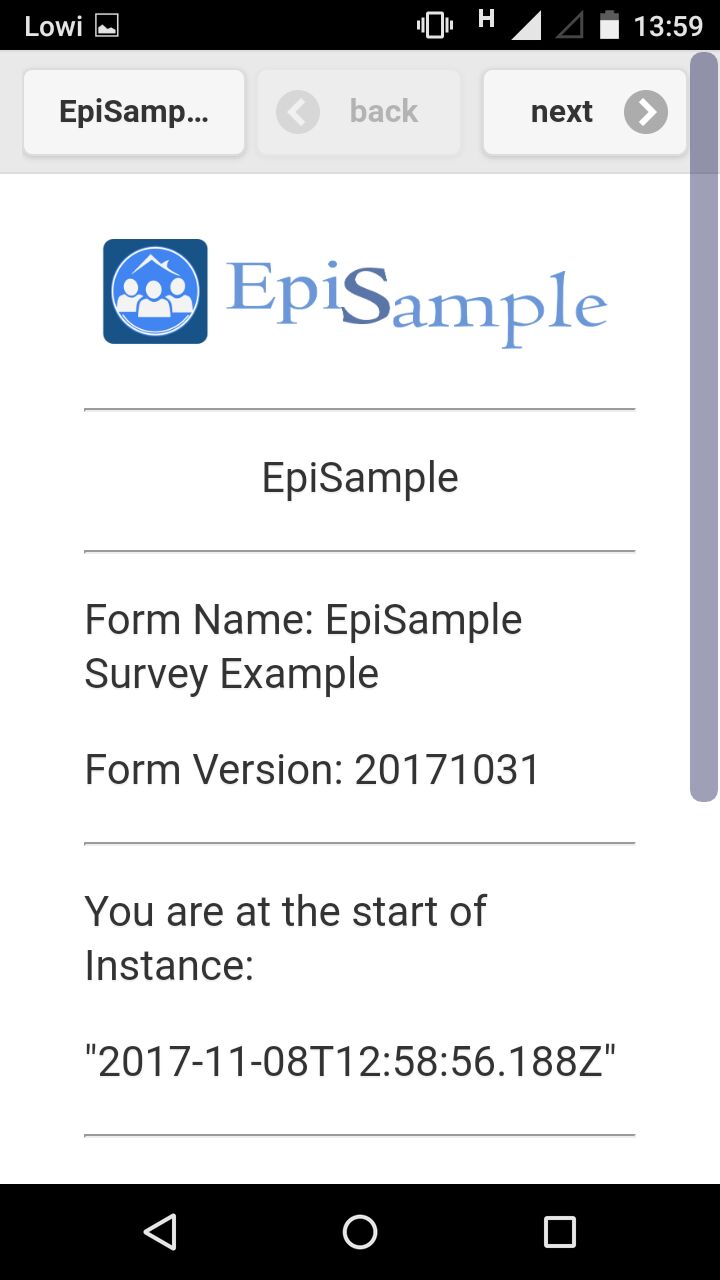 Lowi H 13:59
EpiSamp... back next
EpiSample
EpiSample
Form Name: EpiSample
Survey Example
Form Version: 20171031
You are at the start of
Instance:
"2017-11-08T12:58:56.188Z"